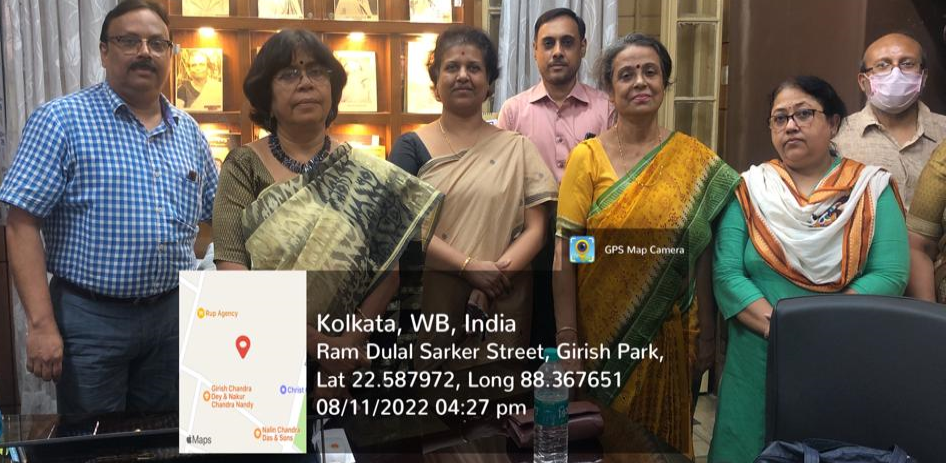 GPS Map Camera
Rup Agency
Girish Chandra
Dey & Nakur
Chandra Nandy
Christ
Nalin Chandra
Das & Sons
Maps
Kolkata, WB, India
Ram Dulal Sarker Street, Girish Park,
Lat 22.587972, Long 88.367651
08/11/2022 04:27 pm